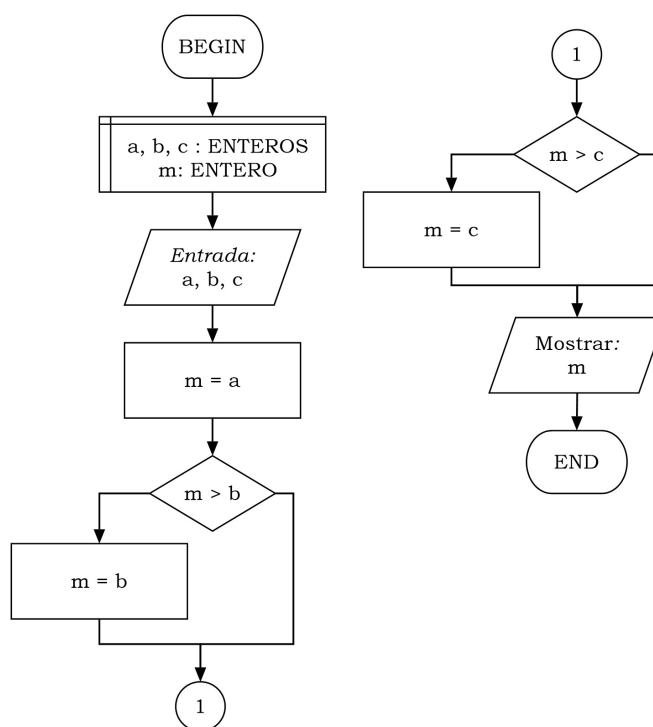 BEGIN
a, b, c : ENTEROS
m: ENTERO
Entrada:
a, b, c
m = a
m > b
m = b
1
1
m > c
m = c
Mostrar:
m
END